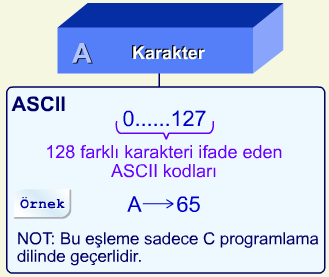 A Karakter
ASCII
0......127
128 farklı karakteri ifade eden
ASCII kodları
Örnek A→65
NOT: Bu eşleme sadece C programlama
dilinde geçerlidir.